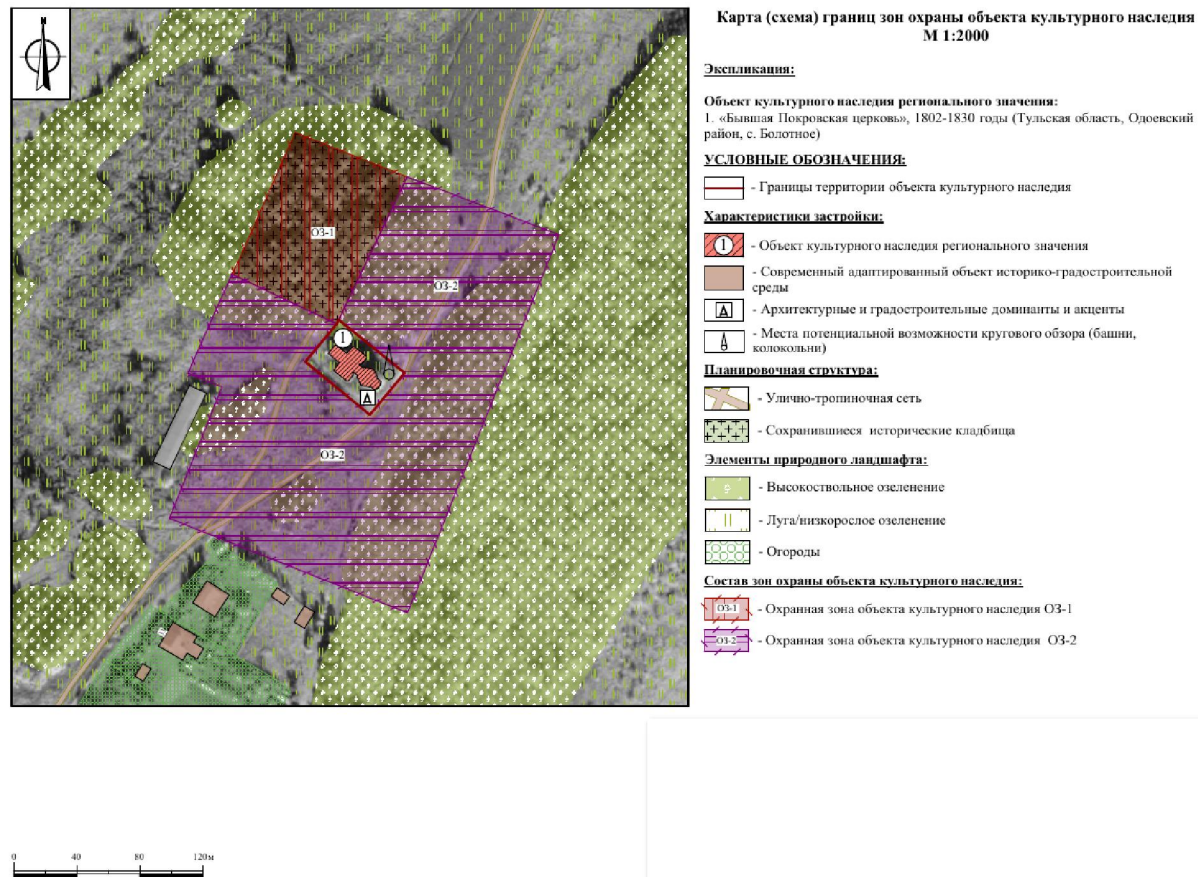 Карта (схема) границ зон охраны объекта культурного наследия
М 1:2000
Экспликация:
Объект культурного наследия регионального значения:
1. «Бывшая Покровская церковь», 1802-1830 годы (Тульская область, Одоевский
район, с. Болотное)
УСЛОВНЫЕ ОБОЗНАЧЕНИЯ:
- Границы территории объекта культурного наследия
Характеристики застройки:
1 - Объект культурного наследия регионального значения
- Современный адаптированный объект историко-градостроительной
среды
А - Архитектурные и градостроительные доминанты и акценты
- Места потенциальной возможности кругового обзора (башни,
колокольни)
Планировочная структура:
- Улично-тропиночная сеть
- Сохранившиеся исторические кладбища
Элементы природного ландшафта:
- Высокоствольное озеленение
- Луга/низкорослое озеленение
- Огороды
Состав зон охраны объекта культурного наследия:
ОЗ-1 - Охранная зона объекта культурного наследия ОЗ-1
ОЗ-2 - Охранная зона объекта культурного наследия ОЗ-2
N
ОЗ-1
ОЗ-2
1
А
ОЗ-2
0 40 80 120м